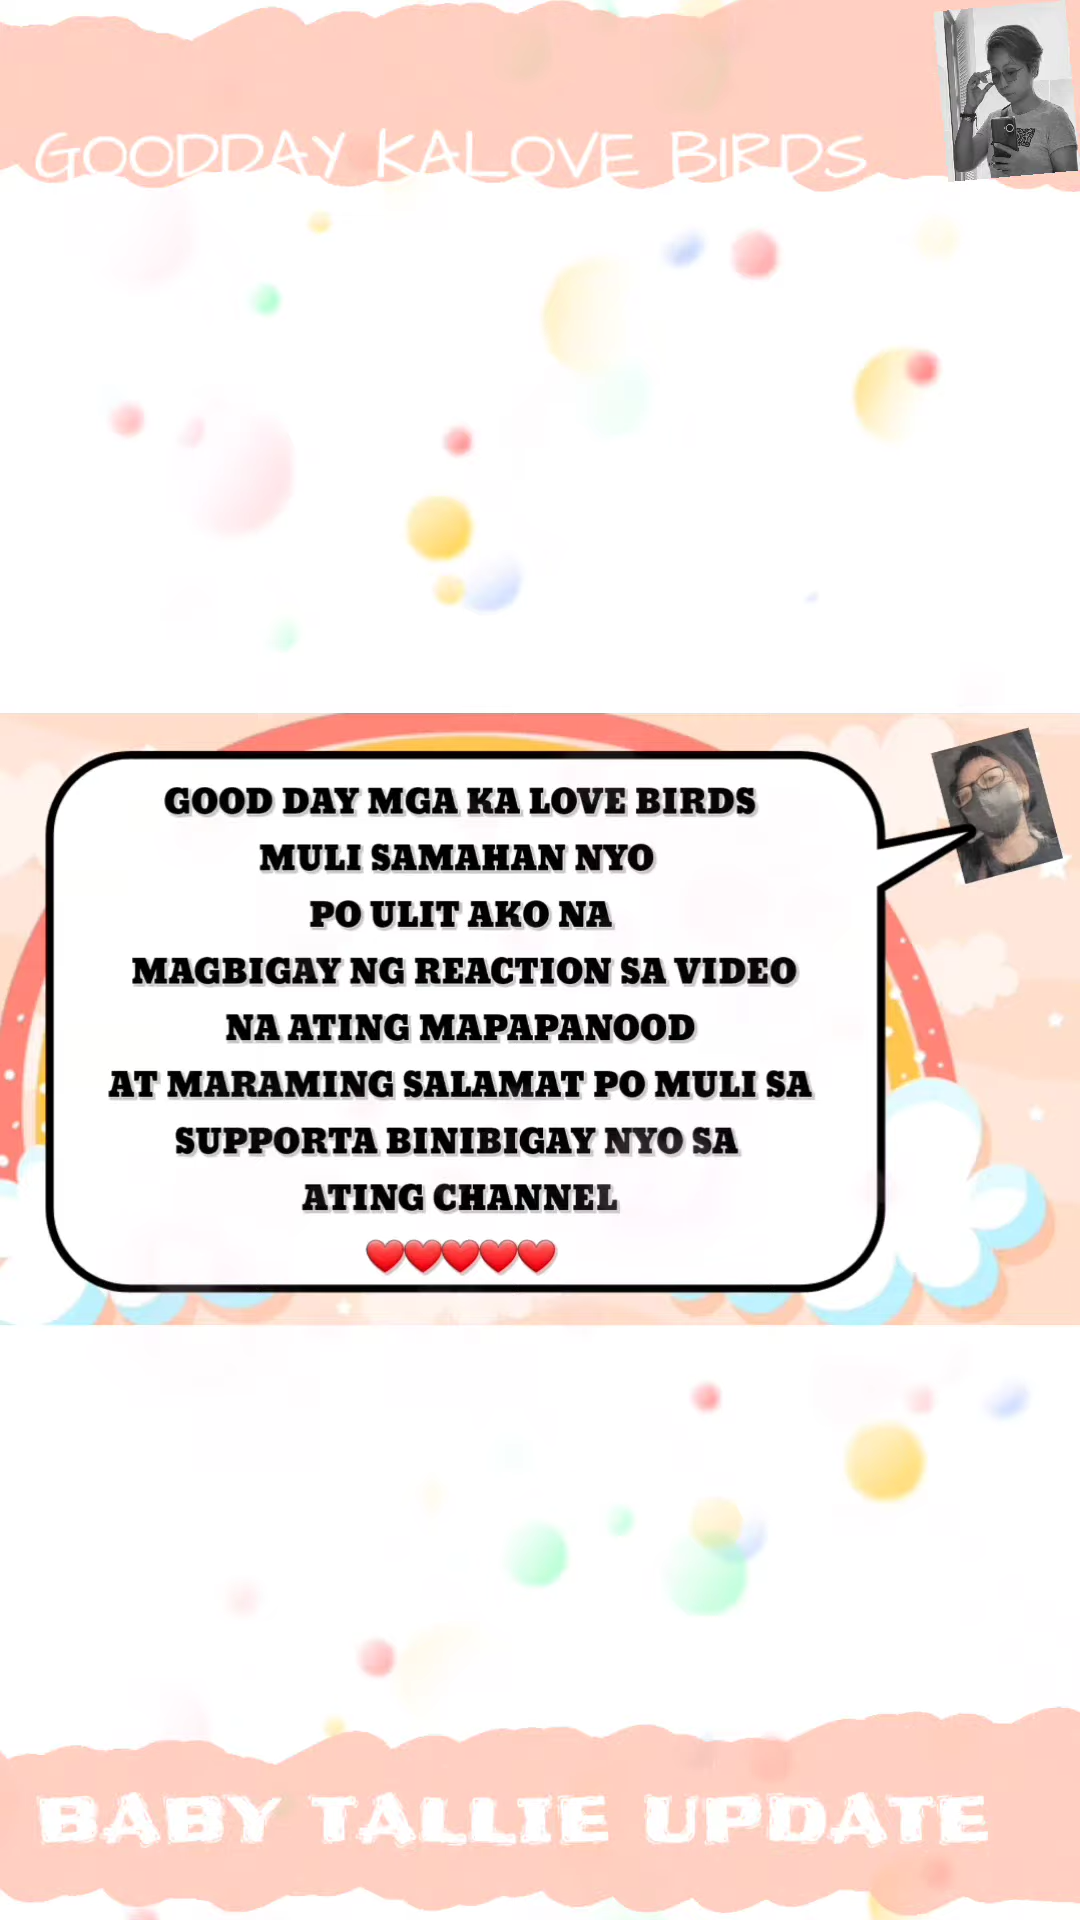 GOODDAY KALOVE BIRDS
GOOD DAY MGA KA LOVE BIRDS
MULI SAMAHAN NYO
PO ULIT AKO NA
MAGBIGAY NG REACTION SA VIDEO
NA ATING MAPAPANOOD
AT MARAMING SALAMAT PO MULI SA
SUPPORTA BINIBIGAY NYO SA
ATING CHANNEL
❤️❤️❤️❤️❤️
BABY TALLIE UPDATE